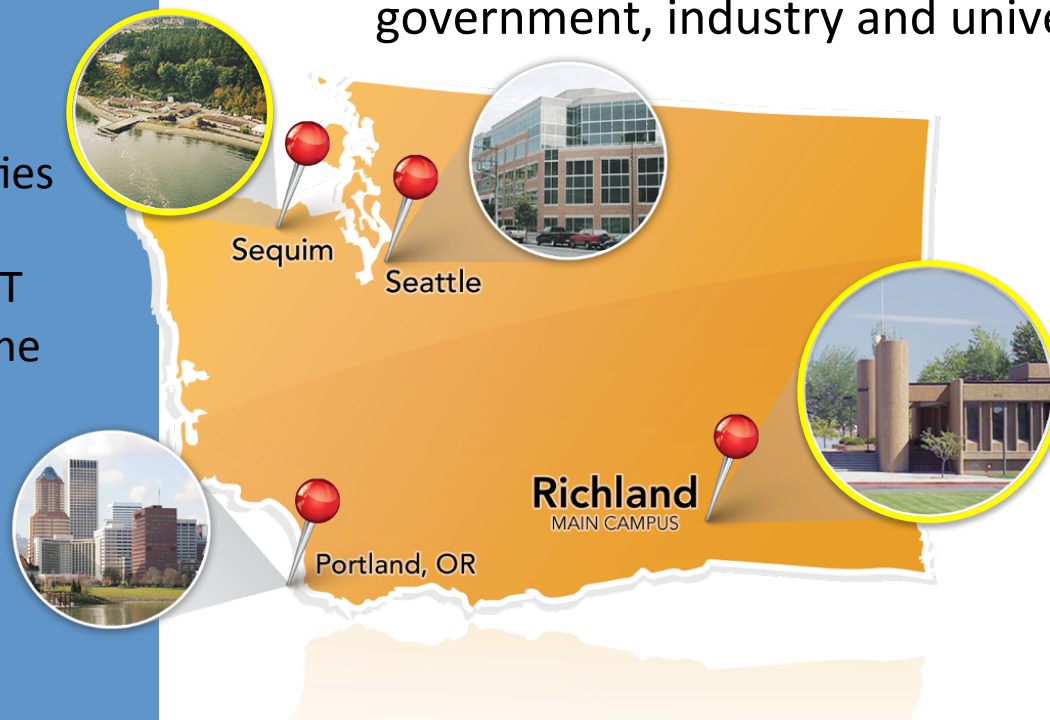 government, industry and unive
ies
T
ne
Sequim
Seattle
Richland
MAIN CAMPUS
Portland, OR